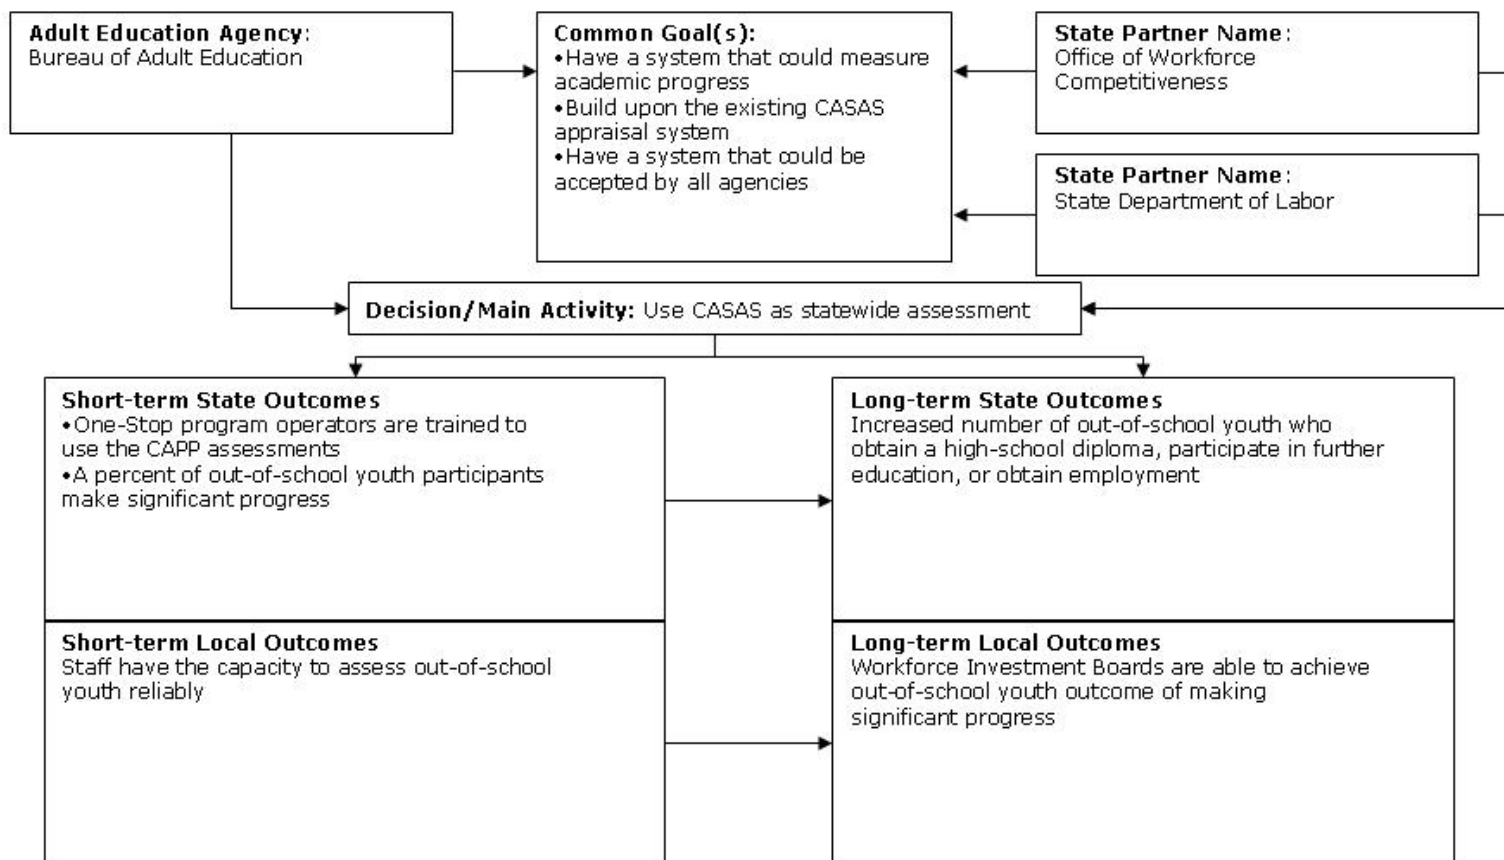 Adult Education Agency:
Bureau of Adult Education
Common Goal(s):
•Have a system that could measure
academic progress
•Build upon the existing CASAS
appraisal system
•Have a system that could be
accepted by all agencies
State Partner Name:
Office of Workforce
Competitiveness
State Partner Name:
State Department of Labor
Decision/Main Activity: Use CASAS as statewide assessment
Short-term State Outcomes
•One-Stop program operators are trained to
use the CAPP assessments
•A percent of out-of-school youth participants
make significant progress
Long-term State Outcomes
Increased number of out-of-school youth who
obtain a high-school diploma, participate in further
education, or obtain employment
Short-term Local Outcomes
Staff have the capacity to assess out-of-school
youth reliably
Long-term Local Outcomes
Workforce Investment Boards are able to achieve
out-of-school youth outcome of making
significant progress